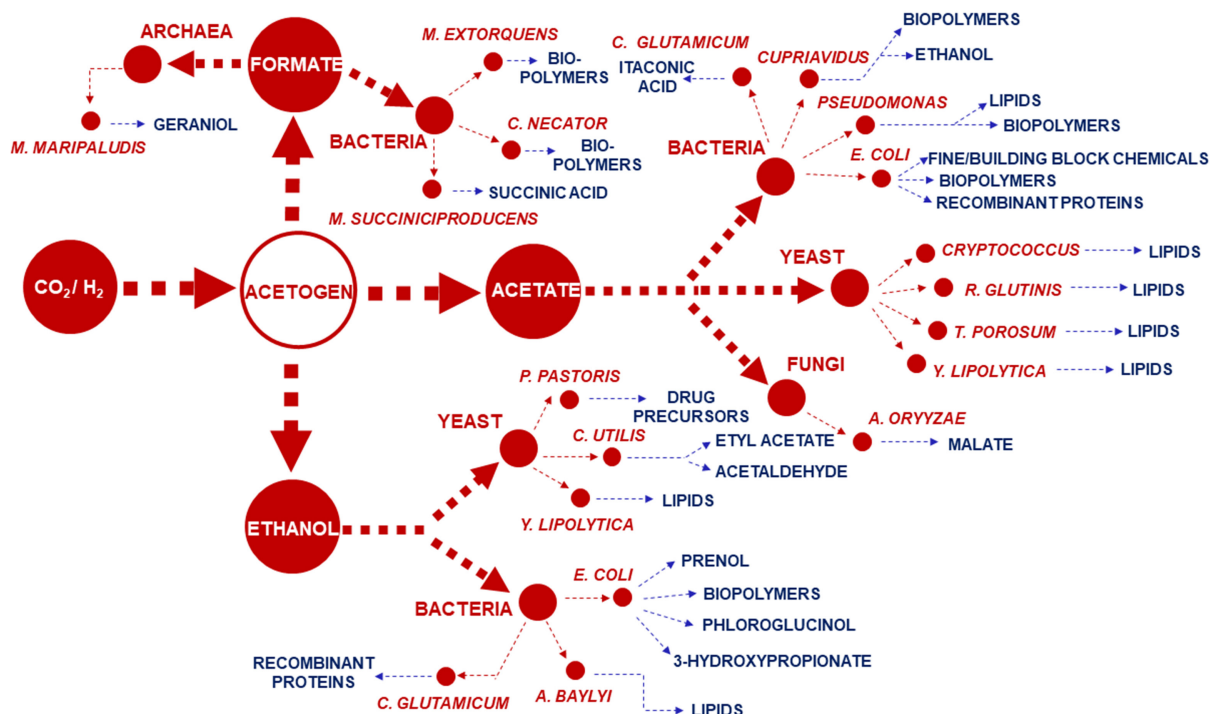 ARCHAEA
FORMATE
M. MARIPALUDIS
GERANIOL
M. EXTORQUENS
BIO-
POLYMERS
BACTERIA
C. NECATOR
BIO-
POLYMERS
SUCCINIC ACID
M. SUCCINICIPRODUCENS
CO2/ H2
ACETOGEN
ACETATE
C. GLUTAMICUM
ITACONIC
ACID
CUPRIAVIDUS
BIOPOLYMERS
ETHANOL
PSEUDOMONAS
LIPIDS
BIOPOLYMERS
BACTERIA
E. COLI
FINE/BUILDING BLOCK CHEMICALS
BIOPOLYMERS
RECOMBINANT PROTEINS
YEAST
CRYPTOCOCCUS
LIPIDS
R. GLUTINIS
LIPIDS
T. POROSUM
LIPIDS
Y. LIPOLYTICA
LIPIDS
FUNGI
A. ORYYZAE
MALATE
ETHANOL
YEAST
P. PASTORIS
DRUG
PRECURSORS
C. UTILIS
ETYL ACETATE
ACETALDEHYDE
Y. LIPOLYTICA
LIPIDS
BACTERIA
E. COLI
PRENOL
BIOPOLYMERS
PHLOROGLUCINOL
3-HYDROXYPROPIONATE
RECOMBINANT
PROTEINS
C. GLUTAMICUM
A. BAYLYI
LIPIDS